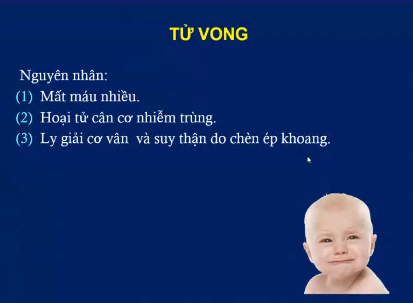 TỬ VONG
Nguyên nhân:
(1) Mất máu nhiều.
(2) Hoại tử cân cơ nhiễm trùng.
(3) Ly giải cơ vân và suy thận do chèn ép khoang.